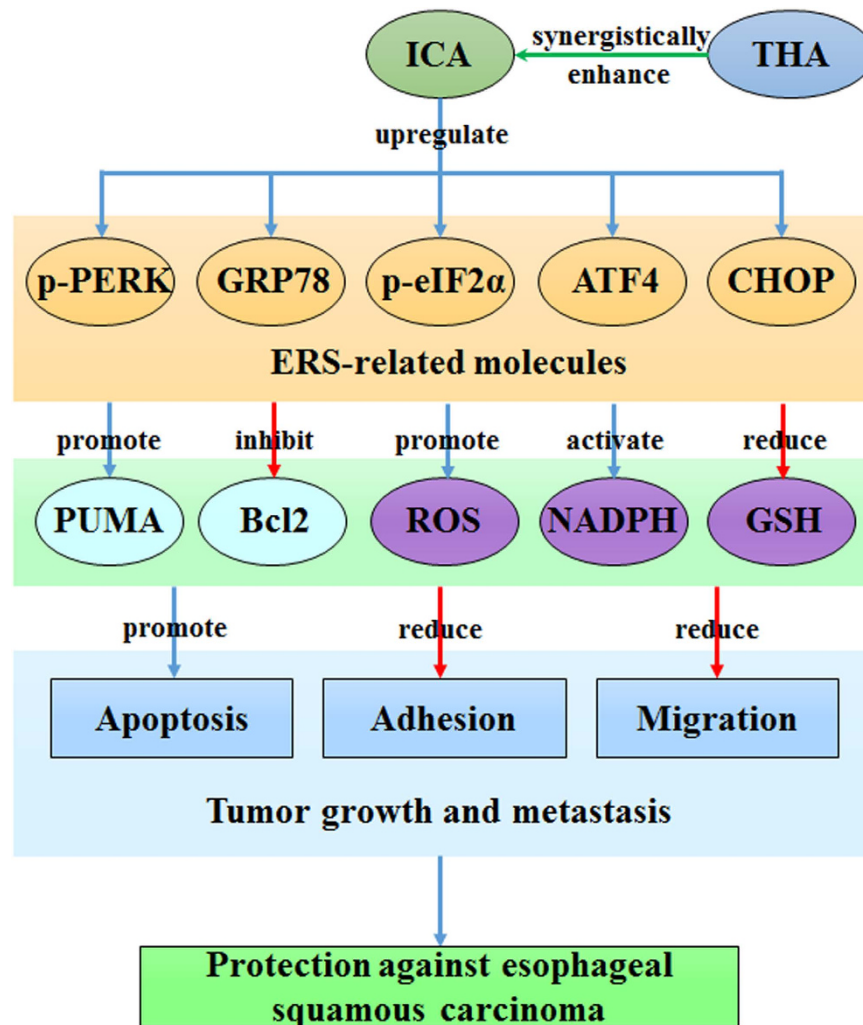 ICA
synergistically
enhance
THA
upregulate
p-PERK
GRP78
p-eIF2α
ATF4
CHOP
ERS-related molecules
promote
inhibit
promote
activate
reduce
PUMA
Bcl2
ROS
NADPH
GSH
promote
reduce
reduce
Apoptosis
Adhesion
Migration
Tumor growth and metastasis
Protection against esophageal
squamous carcinoma